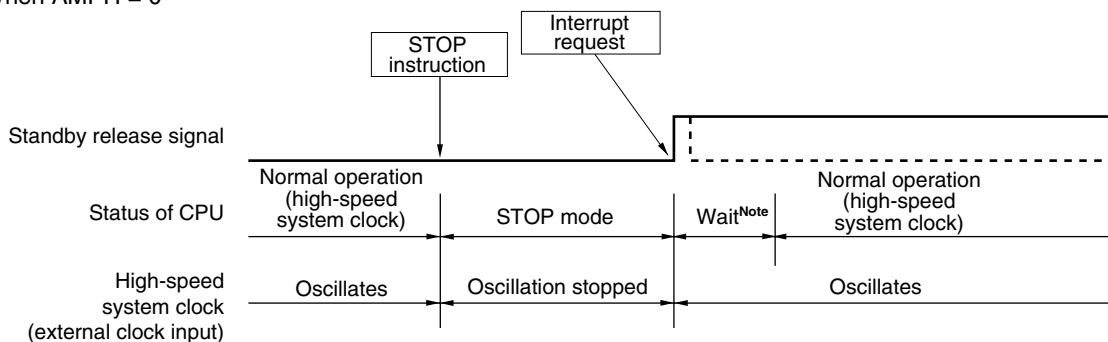 STOP
instruction
Interrupt
request
Standby release signal
Status of CPU
Normal operation
(high-speed
system clock)
STOP mode
Wait^Note
Normal operation
(high-speed
system clock)
High-speed
system clock
(external clock input)
Oscillates
Oscillation stopped
Oscillates